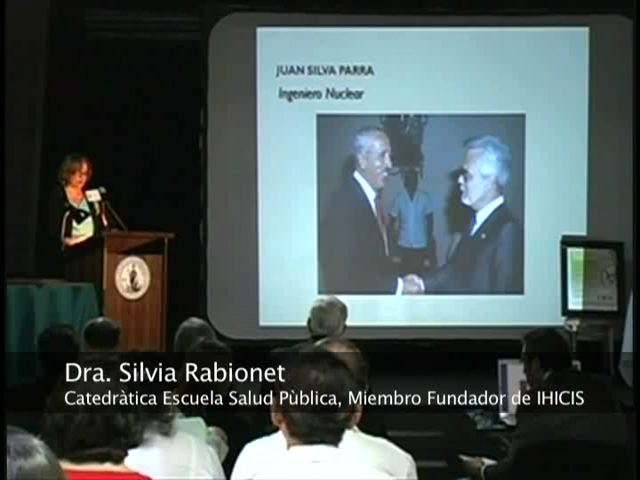 JUAN SILVA PARRA
Ingeniero Nuclear
Dra. Silvia Rabionet
Catedràtica Escuela Salud Pùblica, Miembro Fundador de IHICIS